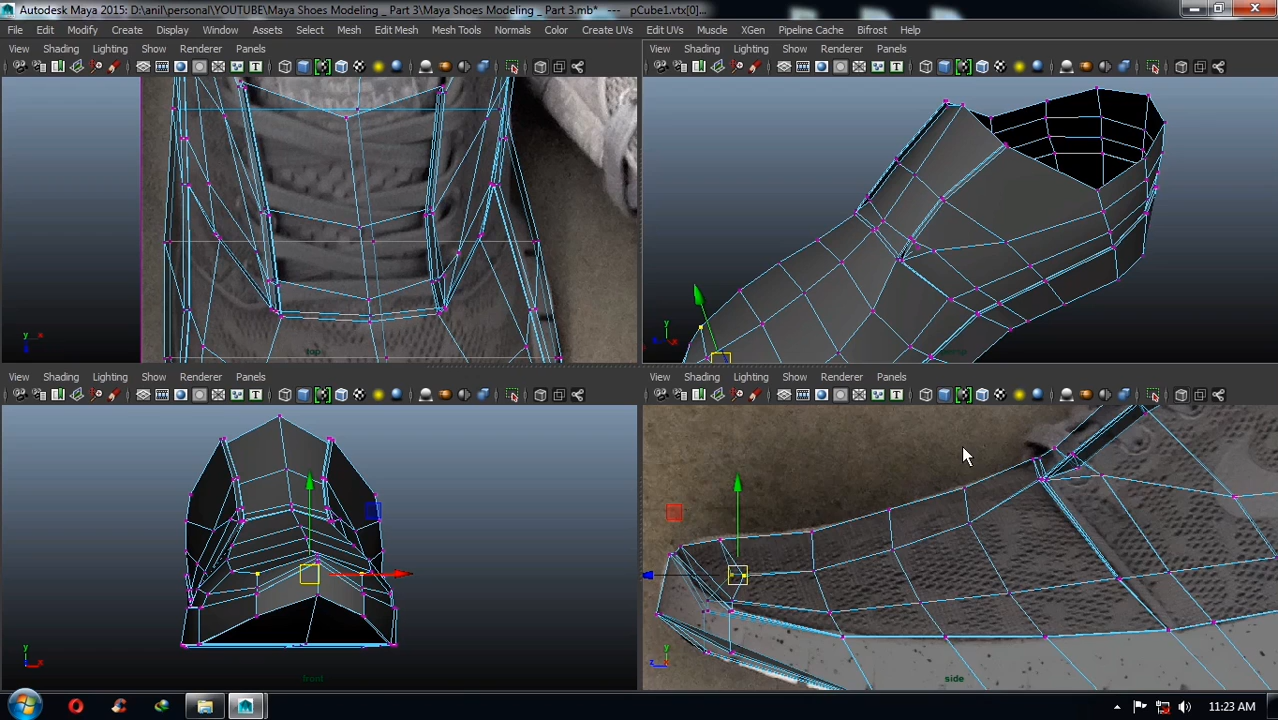 Autodesk Maya 2015: D:\anil\personal\YOUTUBE\Maya Shoes Modeling _ Part 3\Maya Shoes Modeling _ Part 3.mb* --- pCube1.vtx[0]...
File Edit Modify Create Display Window Assets Select Mesh Edit Mesh Mesh Tools Normals Color Create UVs Edit UVs Muscle XGen Pipeline Cache Bifrost Help
View Shading Lighting Show Renderer Panels
View Shading Lighting Show Renderer Panels
top
persp
View Shading Lighting Show Renderer Panels
View Shading Lighting Show Renderer Panels
front
side
11:23 AM